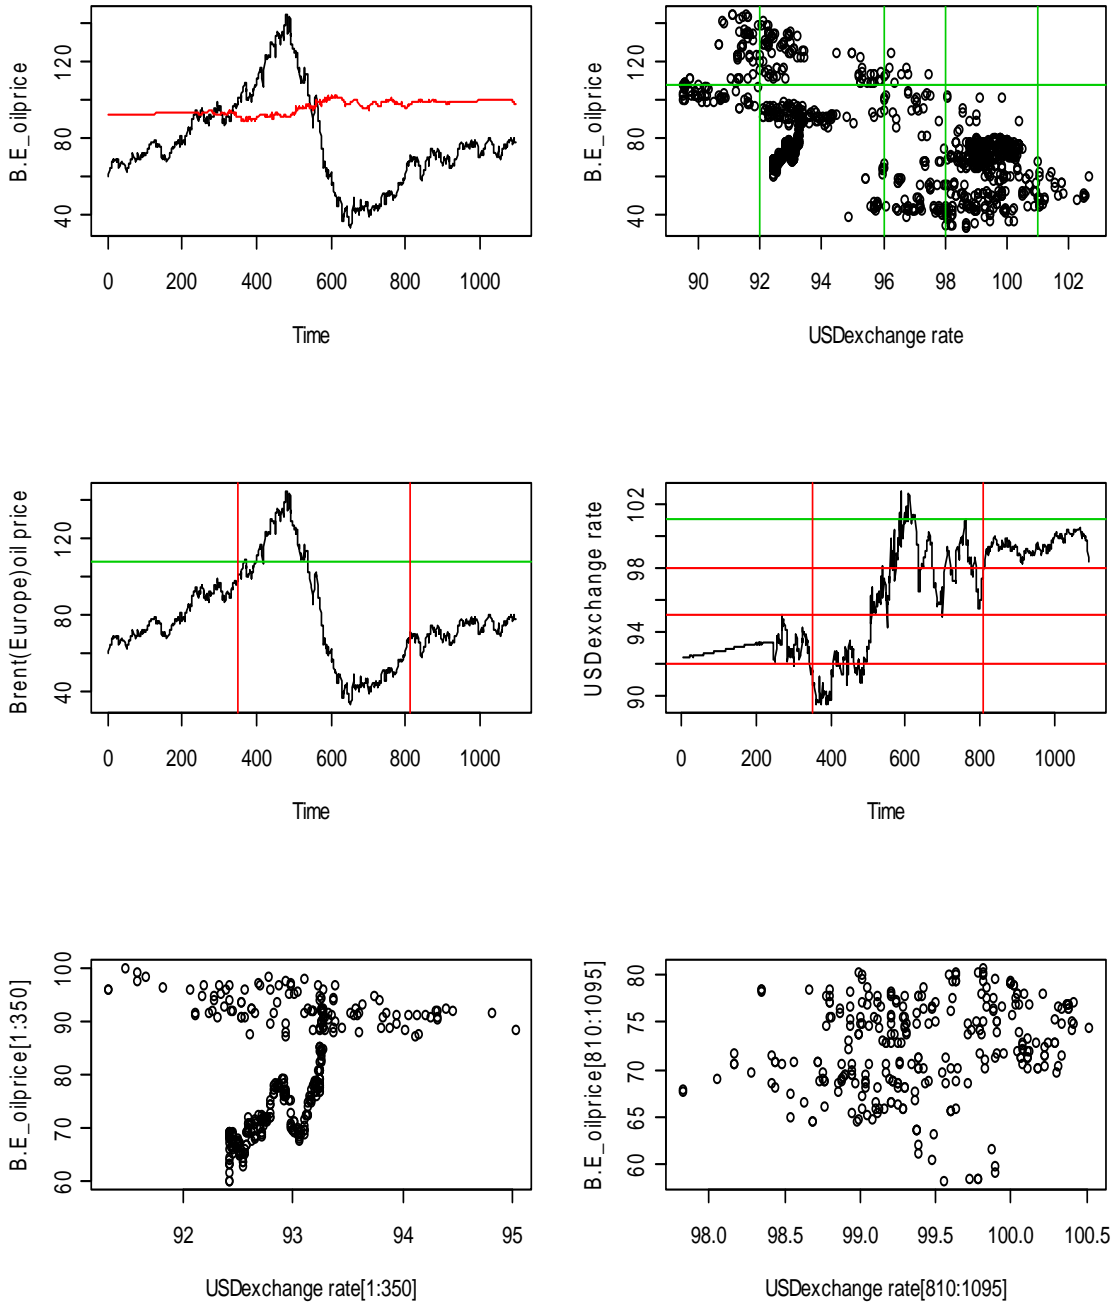 B.E_oilprice
40 80 120
0 200 400 600 800 1000
Time
B.E_oilprice
40 80 120
90 92 94 96 98 100 102
USDexchange rate
Brent(Europe)oil price
40 80 120
0 200 400 600 800 1000
Time
USDexchange rate
90 94 98 102
0 200 400 600 800 1000
Time
B.E_oilprice[1:350]
60 70 80 90 100
92 93 94 95
USDexchange rate[1:350]
B.E_oilprice[810:1095]
60 65 70 75 80
98.0 98.5 99.0 99.5 100.0 100.5
USDexchange rate[810:1095]